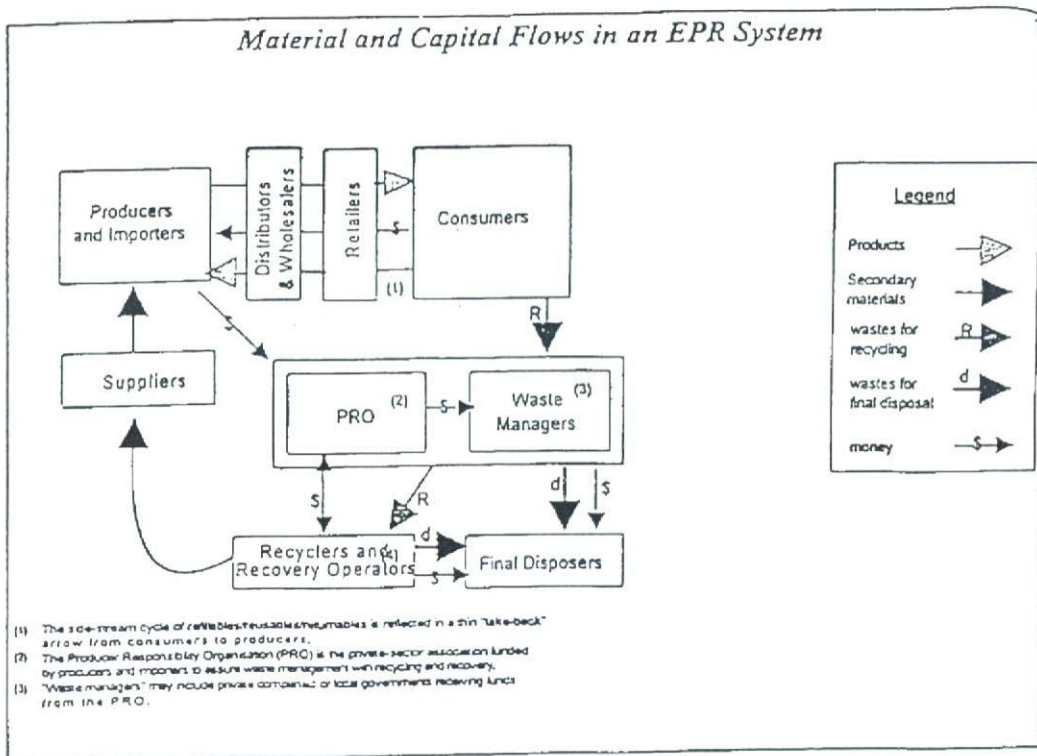 Material and Capital Flows in an EPR System
Producers
and Importers
Distributors
& Wholesalers
Retailers
Consumers
$
(1)
R
$
Suppliers
PRO
(2)
$
Waste
Managers
(3)
$
R
d
$
Recyclers and
Recovery Operators
d
$
Final Disposers
Legend
Products
Secondary
materials
wastes for
recycling
R
wastes for
final disposal
d
money
$
(1) The side-stream cycle of refillables/reusables/returnables is reflected in a thin "take-back"
arrow from consumers to producers.
(2) The Producer Responsibility Organisation (PRO) is the private-sector association funded
by producers and importers to assure waste management with recycling and recovery.
(3) "Waste managers" may include private companies or local governments receiving funds
from the PRO.